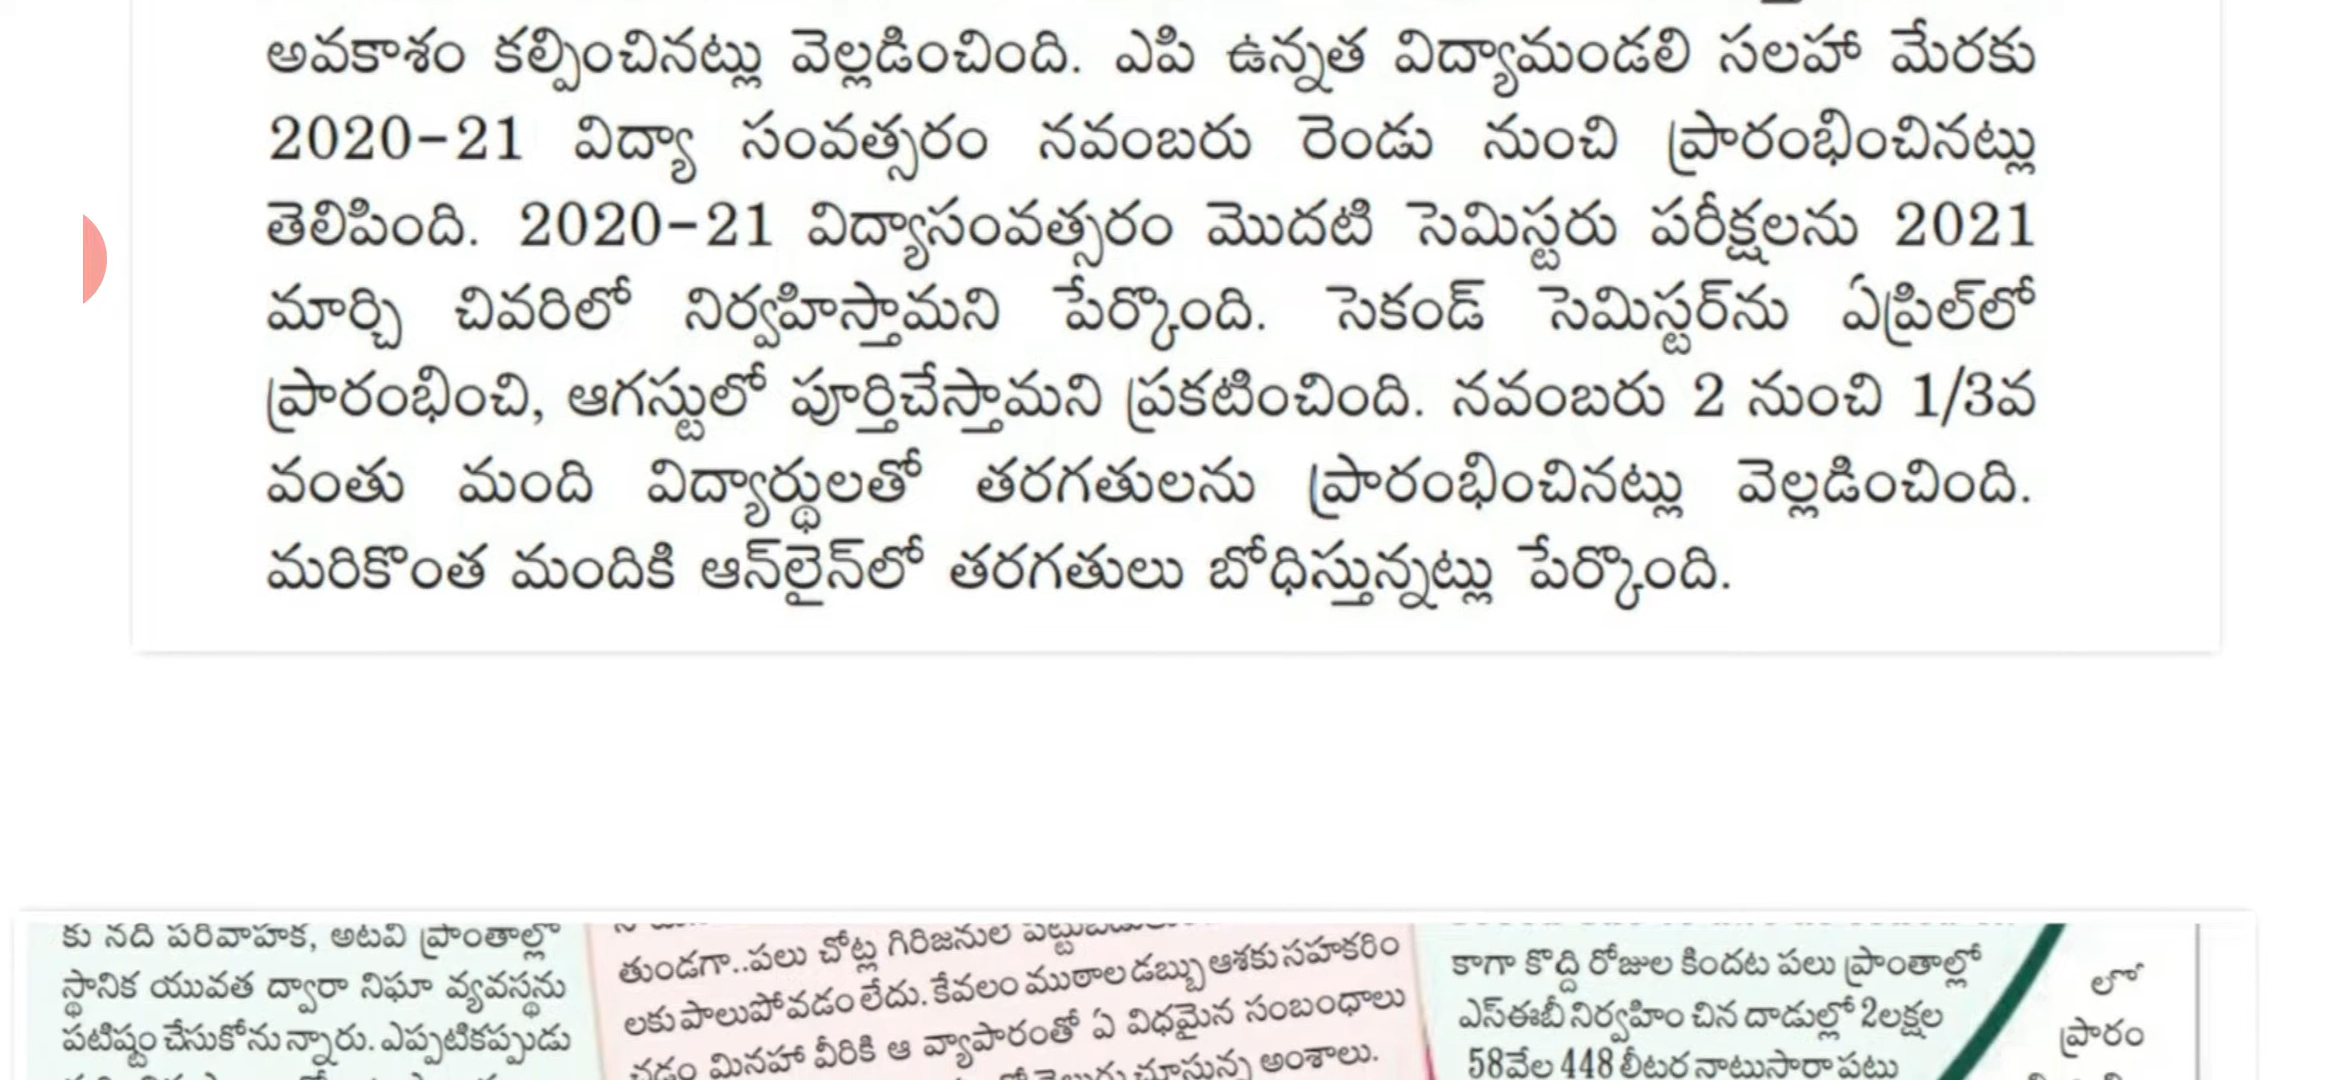 అవకాశం కల్పించినట్లు వెల్లడించింది. ఎపి ఉన్నత విద్యామండలి సలహా మేరకు
2020-21 విద్యా సంవత్సరం నవంబరు రెండు నుంచి ప్రారంభించినట్లు
తెలిపింది. 2020-21 విద్యాసంవత్సరం మొదటి సెమిస్టరు పరీక్షలను 2021
మార్చి చివరిలో నిర్వహిస్తామని పేర్కొంది. సెకండ్ సెమిస్టర్‌ను ఏప్రిల్‌లో
ప్రారంభించి, ఆగస్టులో పూర్తిచేస్తామని ప్రకటించింది. నవంబరు 2 నుంచి 1/3వ
వంతు మంది విద్యార్థులతో తరగతులను ప్రారంభించినట్లు వెల్లడించింది.
మరికొంత మందికి ఆన్‌లైన్‌లో తరగతులు బోధిస్తున్నట్లు పేర్కొంది.
కు నది పరివాహక, అటవి ప్రాంతాల్లో
స్థానిక యువత ద్వారా నిఘా వ్యవస్థను
పటిష్టం చేసుకోను న్నారు. ఎప్పటికప్పుడు
తుండగా..పలు చోట్ల గిరిజనుల
లకు పాలుపోవడం లేదు. కేవలం ముఠాల డబ్బు ఆశకు సహకరిం
చడం మినహా వీరికి ఆ వ్యాపారంతో ఏ విధమైన సంబంధాలు
చూస్తున్న అంశాలు.
కాగా కొద్ది రోజుల కిందట పలు ప్రాంతాల్లో
ఎస్ఈబీ నిర్వహిం చిన దాడుల్లో 2లక్షల
58వేల 448 లీటర్ల నాటుసారా పటు
లో
ప్రారం